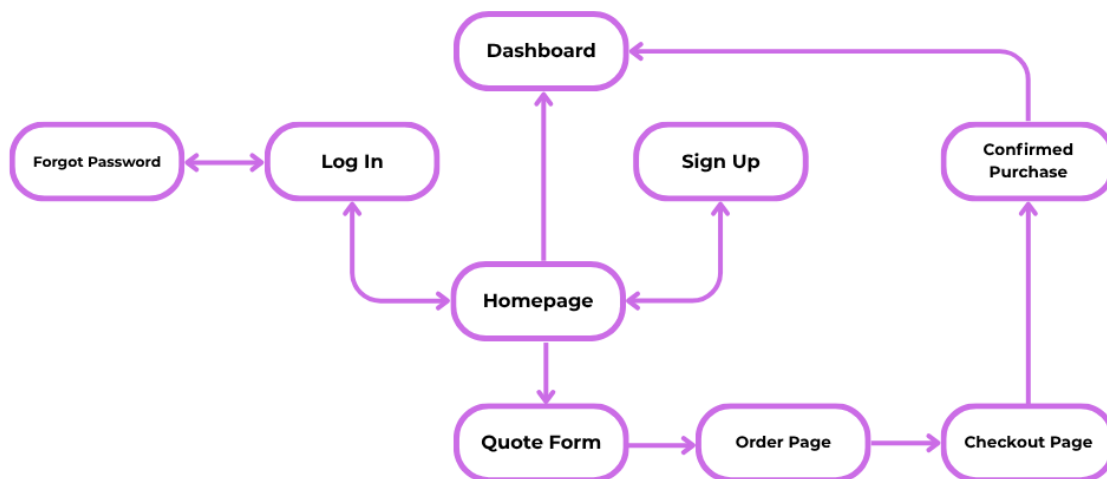 Dashboard
Forgot Password
Log In
Sign Up
Confirmed
Purchase
Homepage
Quote Form
Order Page
Checkout Page